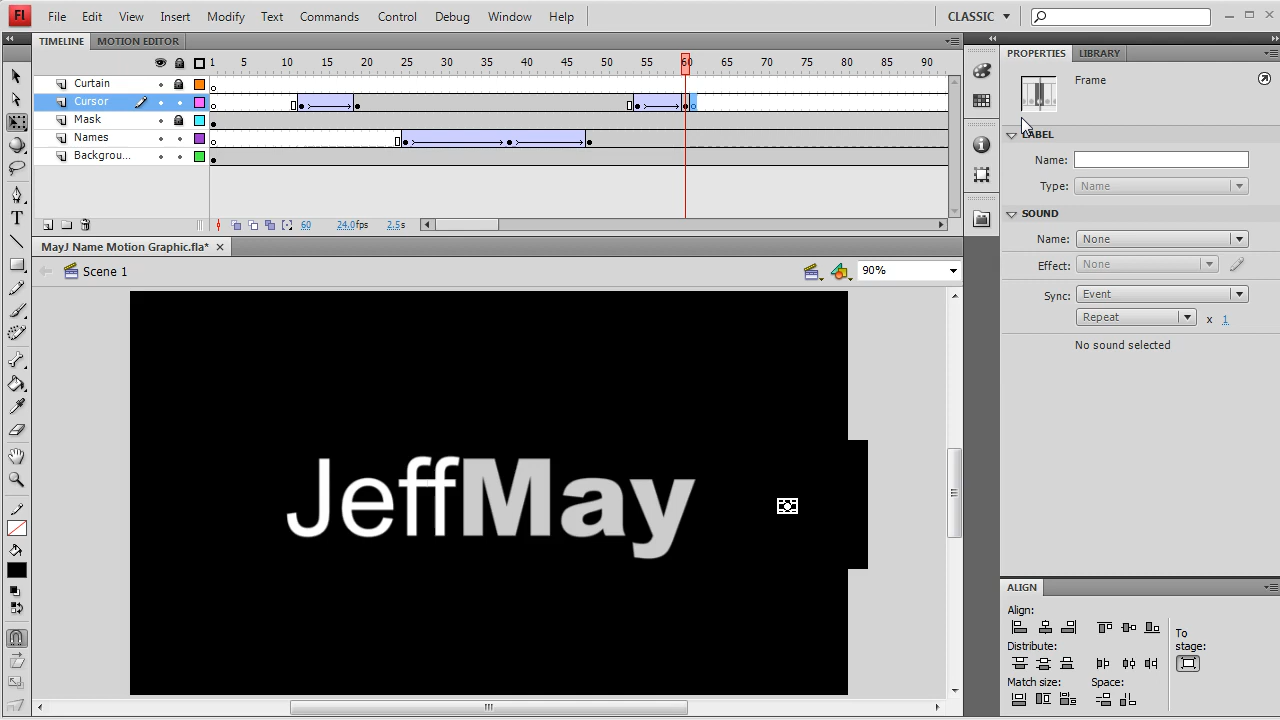 Fl File Edit View Insert Modify Text Commands Control Debug Window Help CLASSIC
TIMELINE MOTION EDITOR
PROPERTIES LIBRARY
1 5 10 15 20 25 30 35 40 45 50 55 60 65 70 75 80 85 90
Curtain
Cursor
Mask
Names
Backgrou...
60 24.0fps 2.5s
MayJ Name Motion Graphic.fla*
Scene 1
90%
JeffMay
Frame
LABEL
Name:
Type: Name
SOUND
Name: None
Effect: None
Sync: Event
Repeat x 1
No sound selected
ALIGN
Align:
To
stage:
Distribute:
Match size: Space: